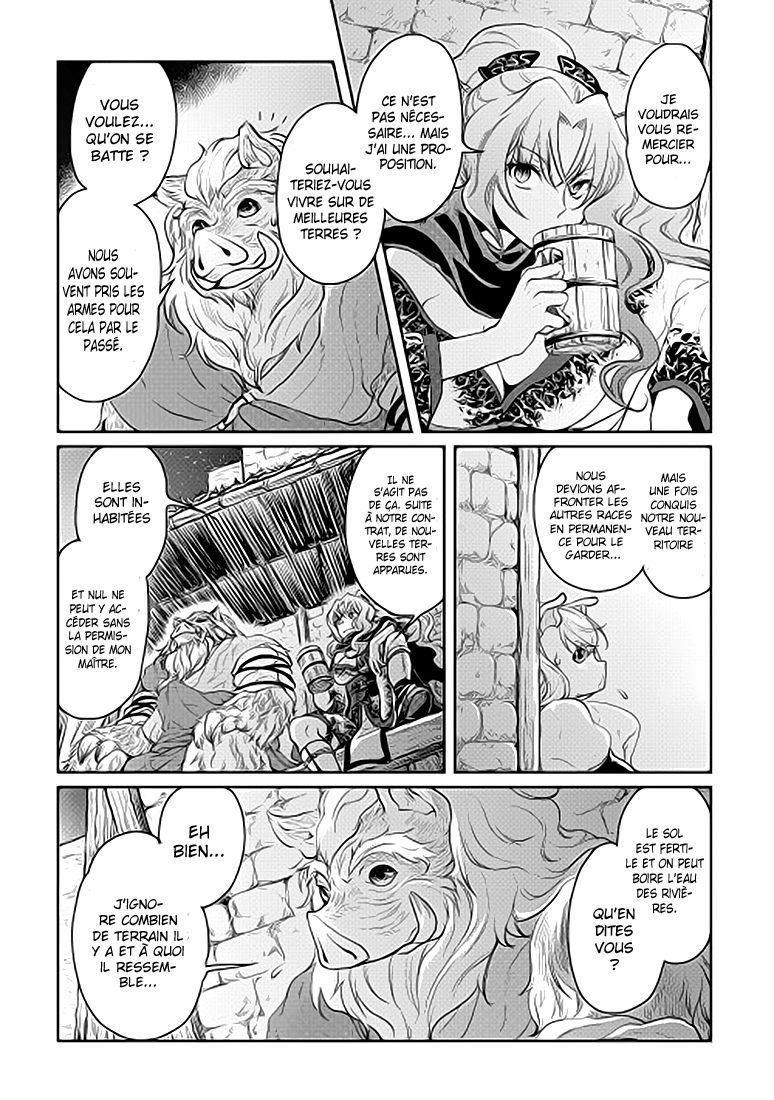 JE
VOUDRAIS
VOUS RE-
MERCIER
POUR...
CE N'EST
PAS NÉCES-
SAIRE... MAIS
J'AI UNE PRO-
POSITION.
SOUHAI-
TERIEZ-VOUS
VIVRE SUR DE
MEILLEURES
TERRES ?
VOUS
VOULEZ...
QU'ON SE
BATTE ?
NOUS
AVONS SOU-
VENT PRIS LES
ARMES POUR
CELA PAR LE
PASSÉ.
MAIS
UNE FOIS
CONQUIS
NOTRE NOU-
VEAU TER-
RITOIRE
NOUS
DEVIONS AF-
FRONTER LES
AUTRES RACES
EN PERMANEN-
CE POUR LE
GARDER...
IL NE
S'AGIT PAS
DE ÇA. SUITE
À NOTRE CON-
TRAT, DE NOU-
VELLES TER-
RES SONT
APPARUES.
ELLES
SONT IN-
HABITÉES
ET NUL NE
PEUT Y AC-
CÉDER SANS
LA PERMIS-
SION DE MON
MAÎTRE.
LE SOL
EST FERTI-
LE ET ON PEUT
BOIRE L'EAU
DES RIVIÈ-
RES.
QU'EN
DITES
VOUS
?
EH
BIEN...
J'IGNO-
RE COMBIEN
DE TERRAIN IL
Y A ET À QUOI
IL RESSEM-
BLE...